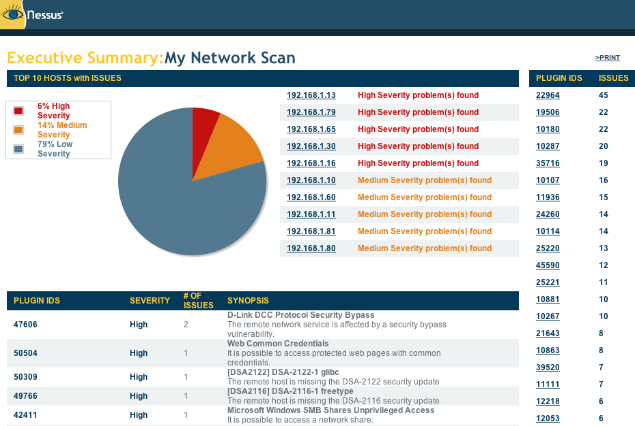 Nessus®
Executive Summary:My Network Scan
>PRINT
TOP 10 HOSTS with ISSUES
6% High
Severity
14% Medium
Severity
79% Low
Severity
192.168.1.13 High Severity problem(s) found
192.168.1.79 High Severity problem(s) found
192.168.1.65 High Severity problem(s) found
192.168.1.30 High Severity problem(s) found
192.168.1.16 High Severity problem(s) found
192.168.1.10 Medium Severity problem(s) found
192.168.1.60 Medium Severity problem(s) found
192.168.1.11 Medium Severity problem(s) found
192.168.1.81 Medium Severity problem(s) found
192.168.1.80 Medium Severity problem(s) found
PLUGIN IDS SEVERITY # OF ISSUES SYNOPSIS
47606 High 2 D-Link DCC Protocol Security Bypass
The remote network service is affected by a security bypass
vulnerability.
50504 High 1 Web Common Credentials
It is possible to access protected web pages with common
credentials.
50309 High 1 [DSA2122] DSA-2122-1 glibc
The remote host is missing the DSA-2122 security update
49766 High 1 [DSA2116] DSA-2116-1 freetype
The remote host is missing the DSA-2116 security update
42411 High 1 Microsoft Windows SMB Shares Unprivileged Access
It is possible to access a network share.
PLUGIN IDS ISSUES
22964 45
19506 22
10180 22
10287 20
35716 19
10107 16
11936 15
24260 14
10114 14
25220 13
45590 12
25221 11
10881 10
10267 10
21643 8
10863 8
39520 7
11111 7
12218 6
12053 6